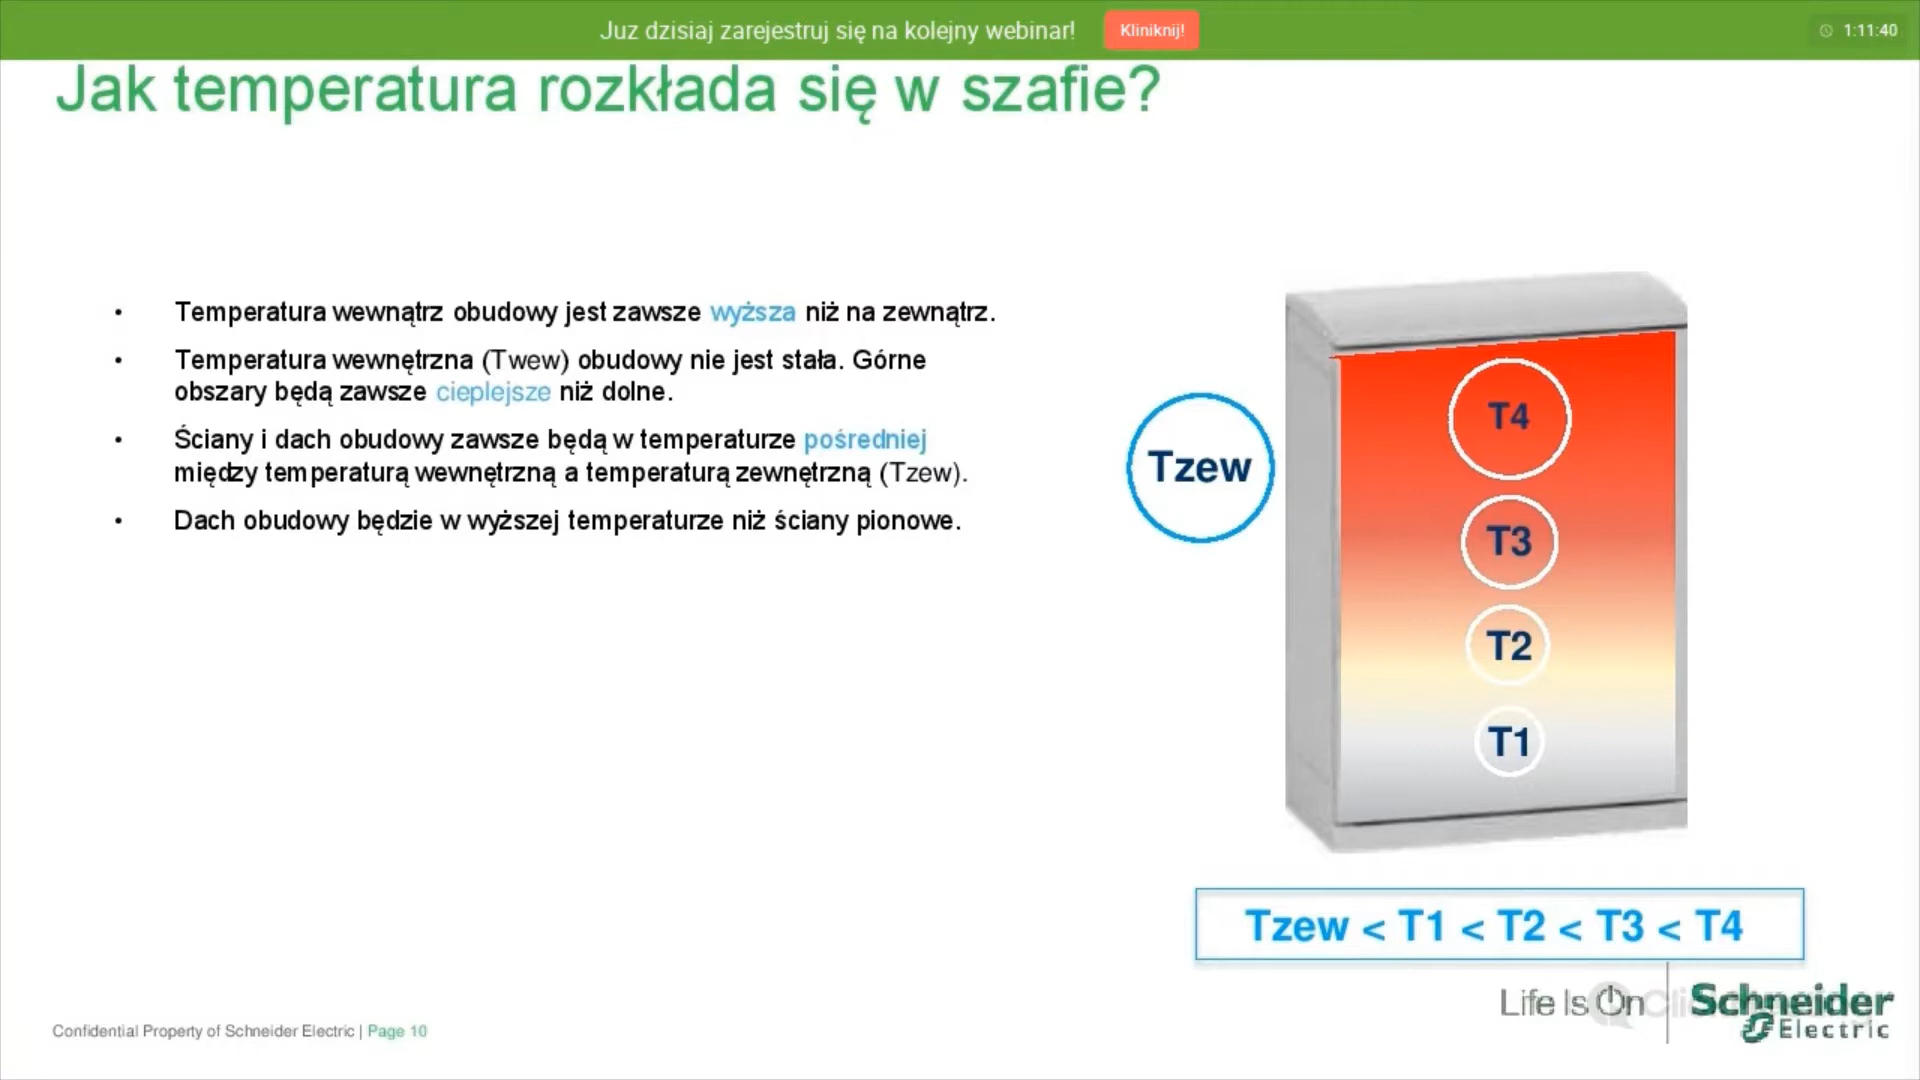 Juz dzisiaj zarejestruj się na kolejny webinar!
Kliniknij!
1:11:40
Jak temperatura rozkłada się w szafie?
• Temperatura wewnątrz obudowy jest zawsze wyższa niż na zewnątrz.
• Temperatura wewnętrzna (Twew) obudowy nie jest stała. Górne
obszary będą zawsze cieplejsze niż dolne.
• Ściany i dach obudowy zawsze będą w temperaturze pośredniej
między temperaturą wewnętrzną a temperaturą zewnętrzną (Tzew).
• Dach obudowy będzie w wyższej temperaturze niż ściany pionowe.
Tzew
T4
T3
T2
T1
Tzew < T1 < T2 < T3 < T4
Life Is On
Schneider
Electric
Confidential Property of Schneider Electric | Page 10